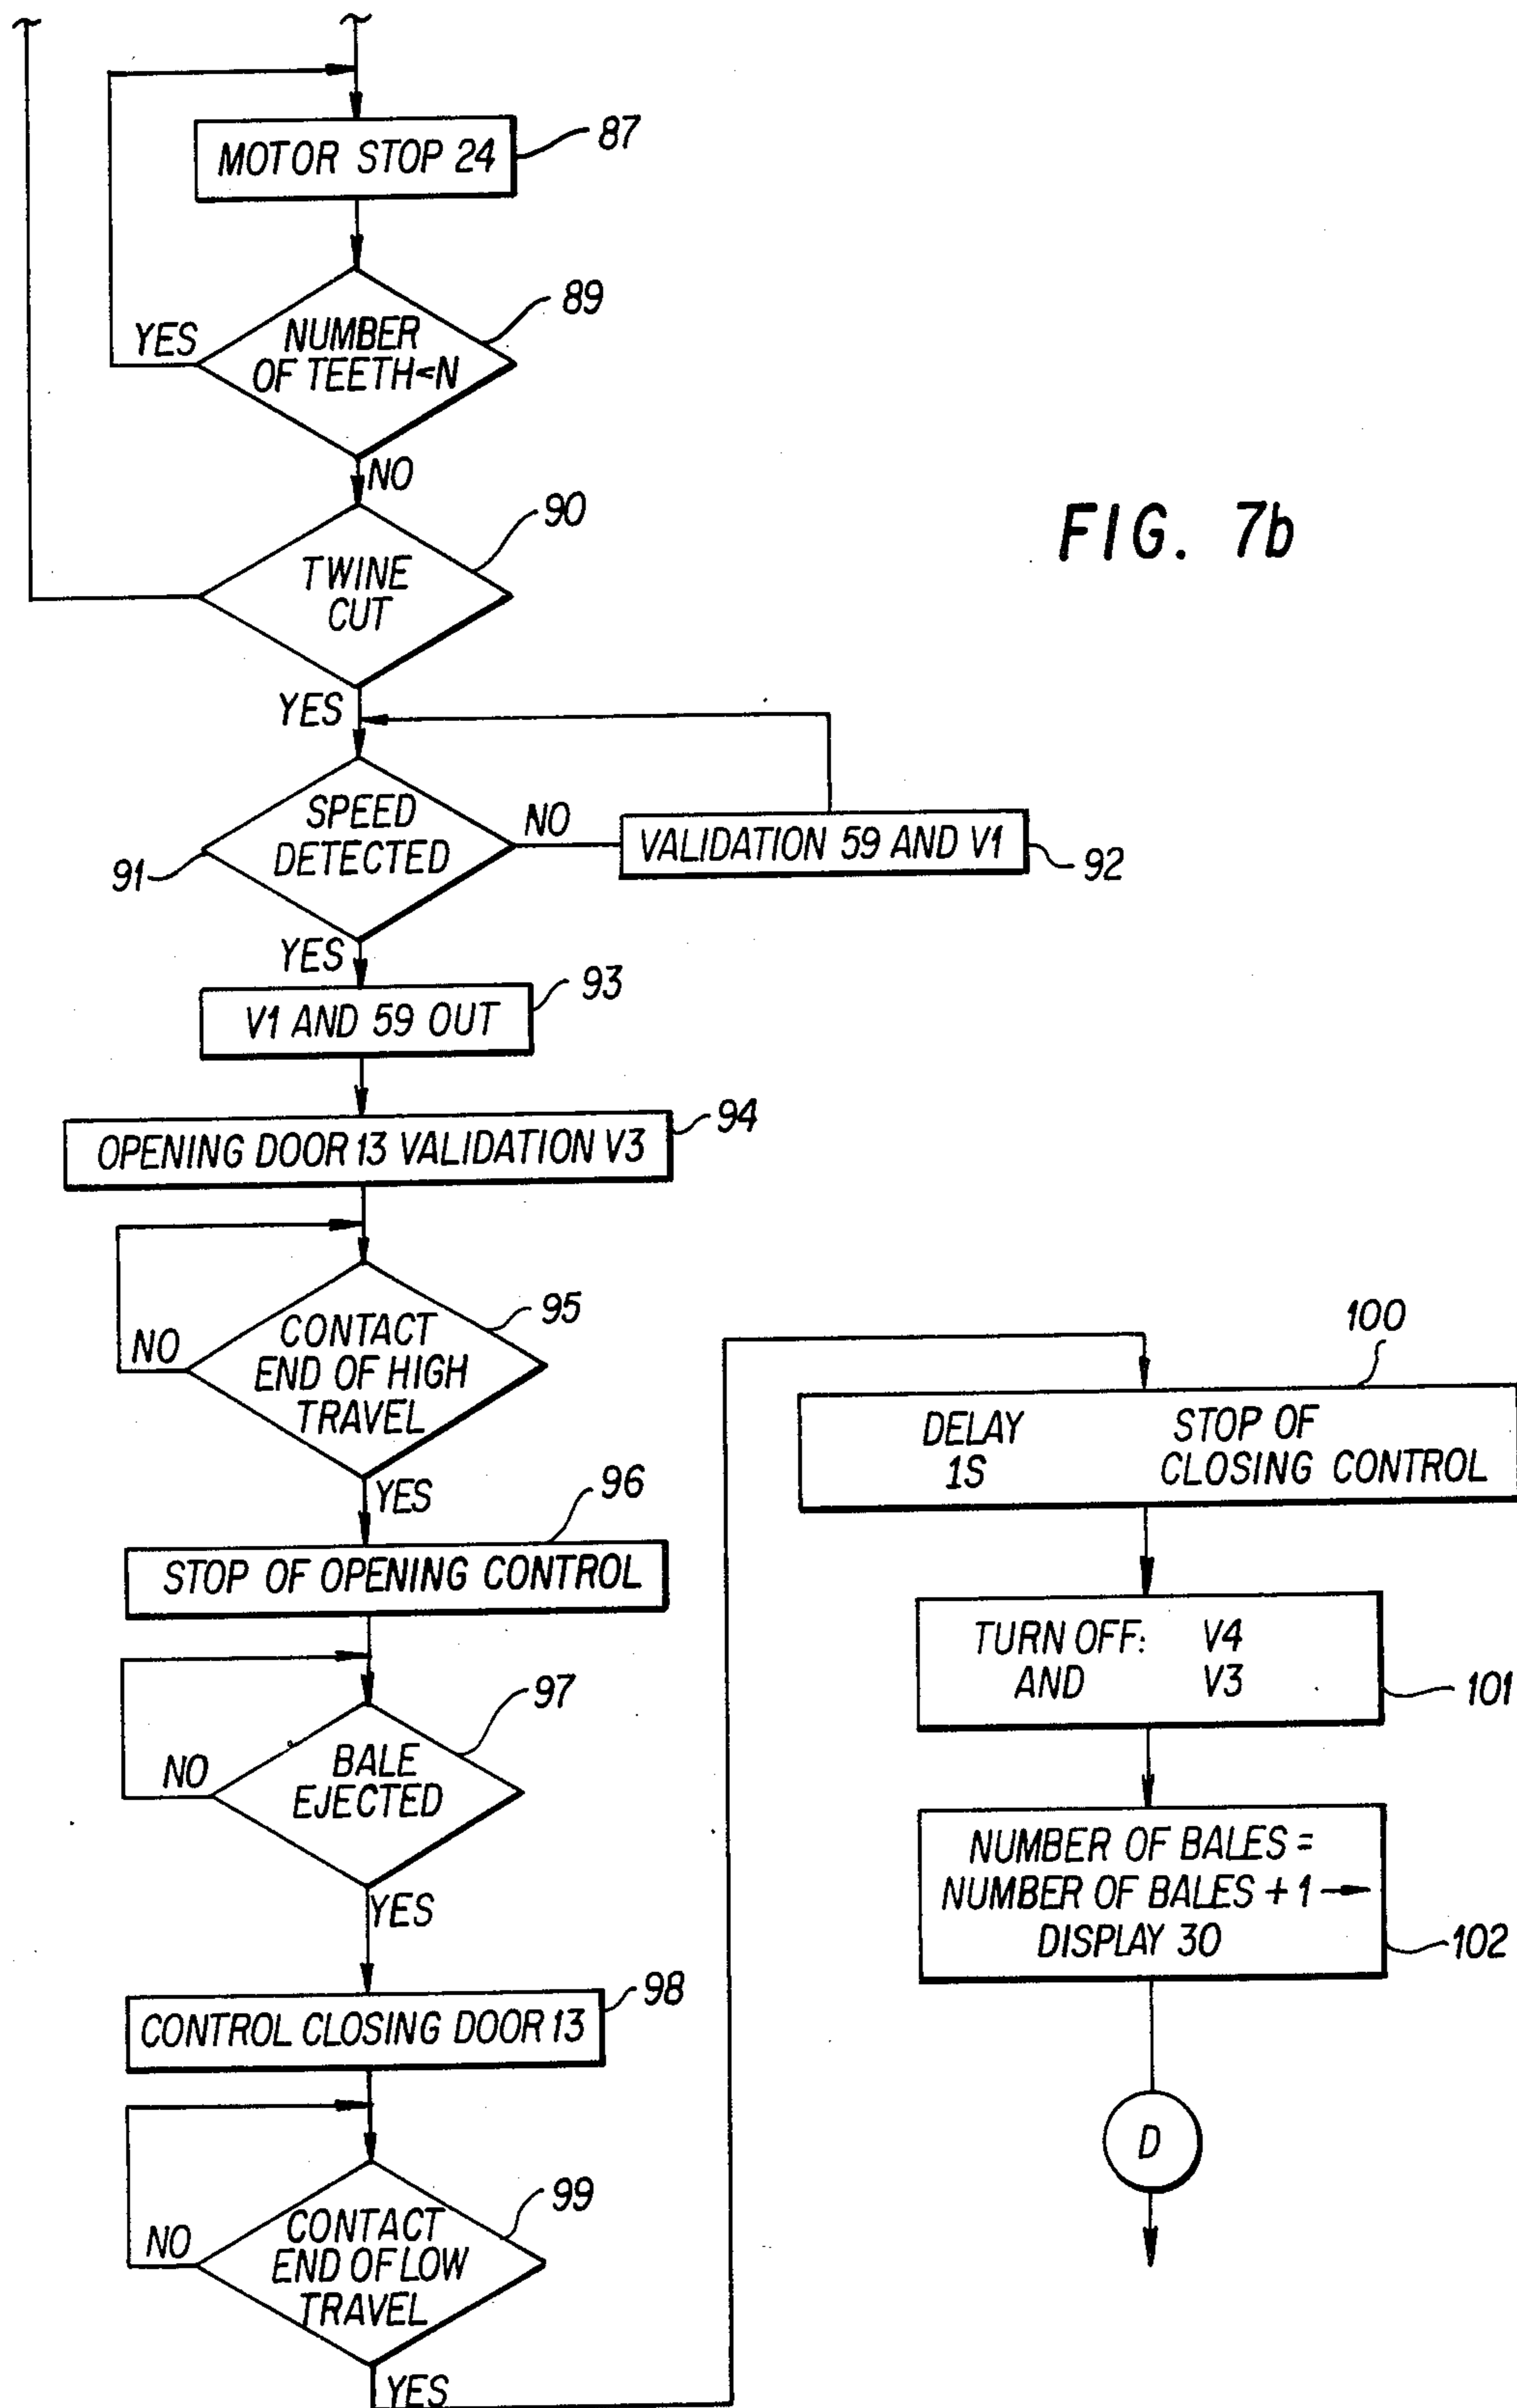 MOTOR STOP 24
87
NUMBER
OF TEETH<N
89
YES
NO
TWINE
CUT
90
YES
SPEED
DETECTED
91
NO
VALIDATION 59 AND V1
92
YES
V1 AND 59 OUT
93
OPENING DOOR 13 VALIDATION V3
94
CONTACT
END OF HIGH
TRAVEL
95
NO
YES
STOP OF OPENING CONTROL
96
BALE
EJECTED
97
NO
YES
CONTROL CLOSING DOOR 13
98
CONTACT
END OF LOW
TRAVEL
99
NO
YES
FIG. 7b
100
DELAY STOP OF
1S CLOSING CONTROL
TURN OFF: V4
AND V3
101
NUMBER OF BALES =
NUMBER OF BALES + 1 →
DISPLAY 30
102
D